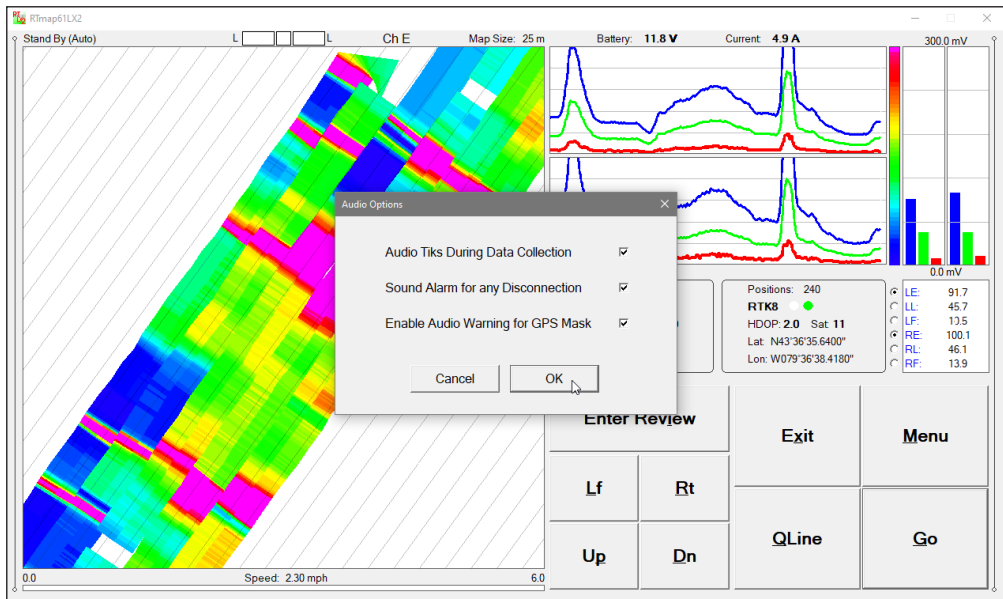 RTmap61LX2
Stand By (Auto)
L
L
Ch E
Map Size: 25 m
Battery: 11.8 V
Current: 4.9 A
300.0 mV
0.0 mV
Audio Options
Audio Tiks During Data Collection
Sound Alarm for any Disconnection
Enable Audio Warning for GPS Mask
Cancel
OK
Positions: 240
RTK8
HDOP: 2.0 Sat: 11
Lat: N43°36'35.6400"
Lon: W079°36'38.4180"
LE: 91.7
LL: 45.7
LF: 13.5
RE: 100.1
RL: 46.1
RF: 13.9
Enter Review
Exit
Menu
Lf
Rt
Up
Dn
QLine
Go
0.0
Speed: 2.30 mph
6.0